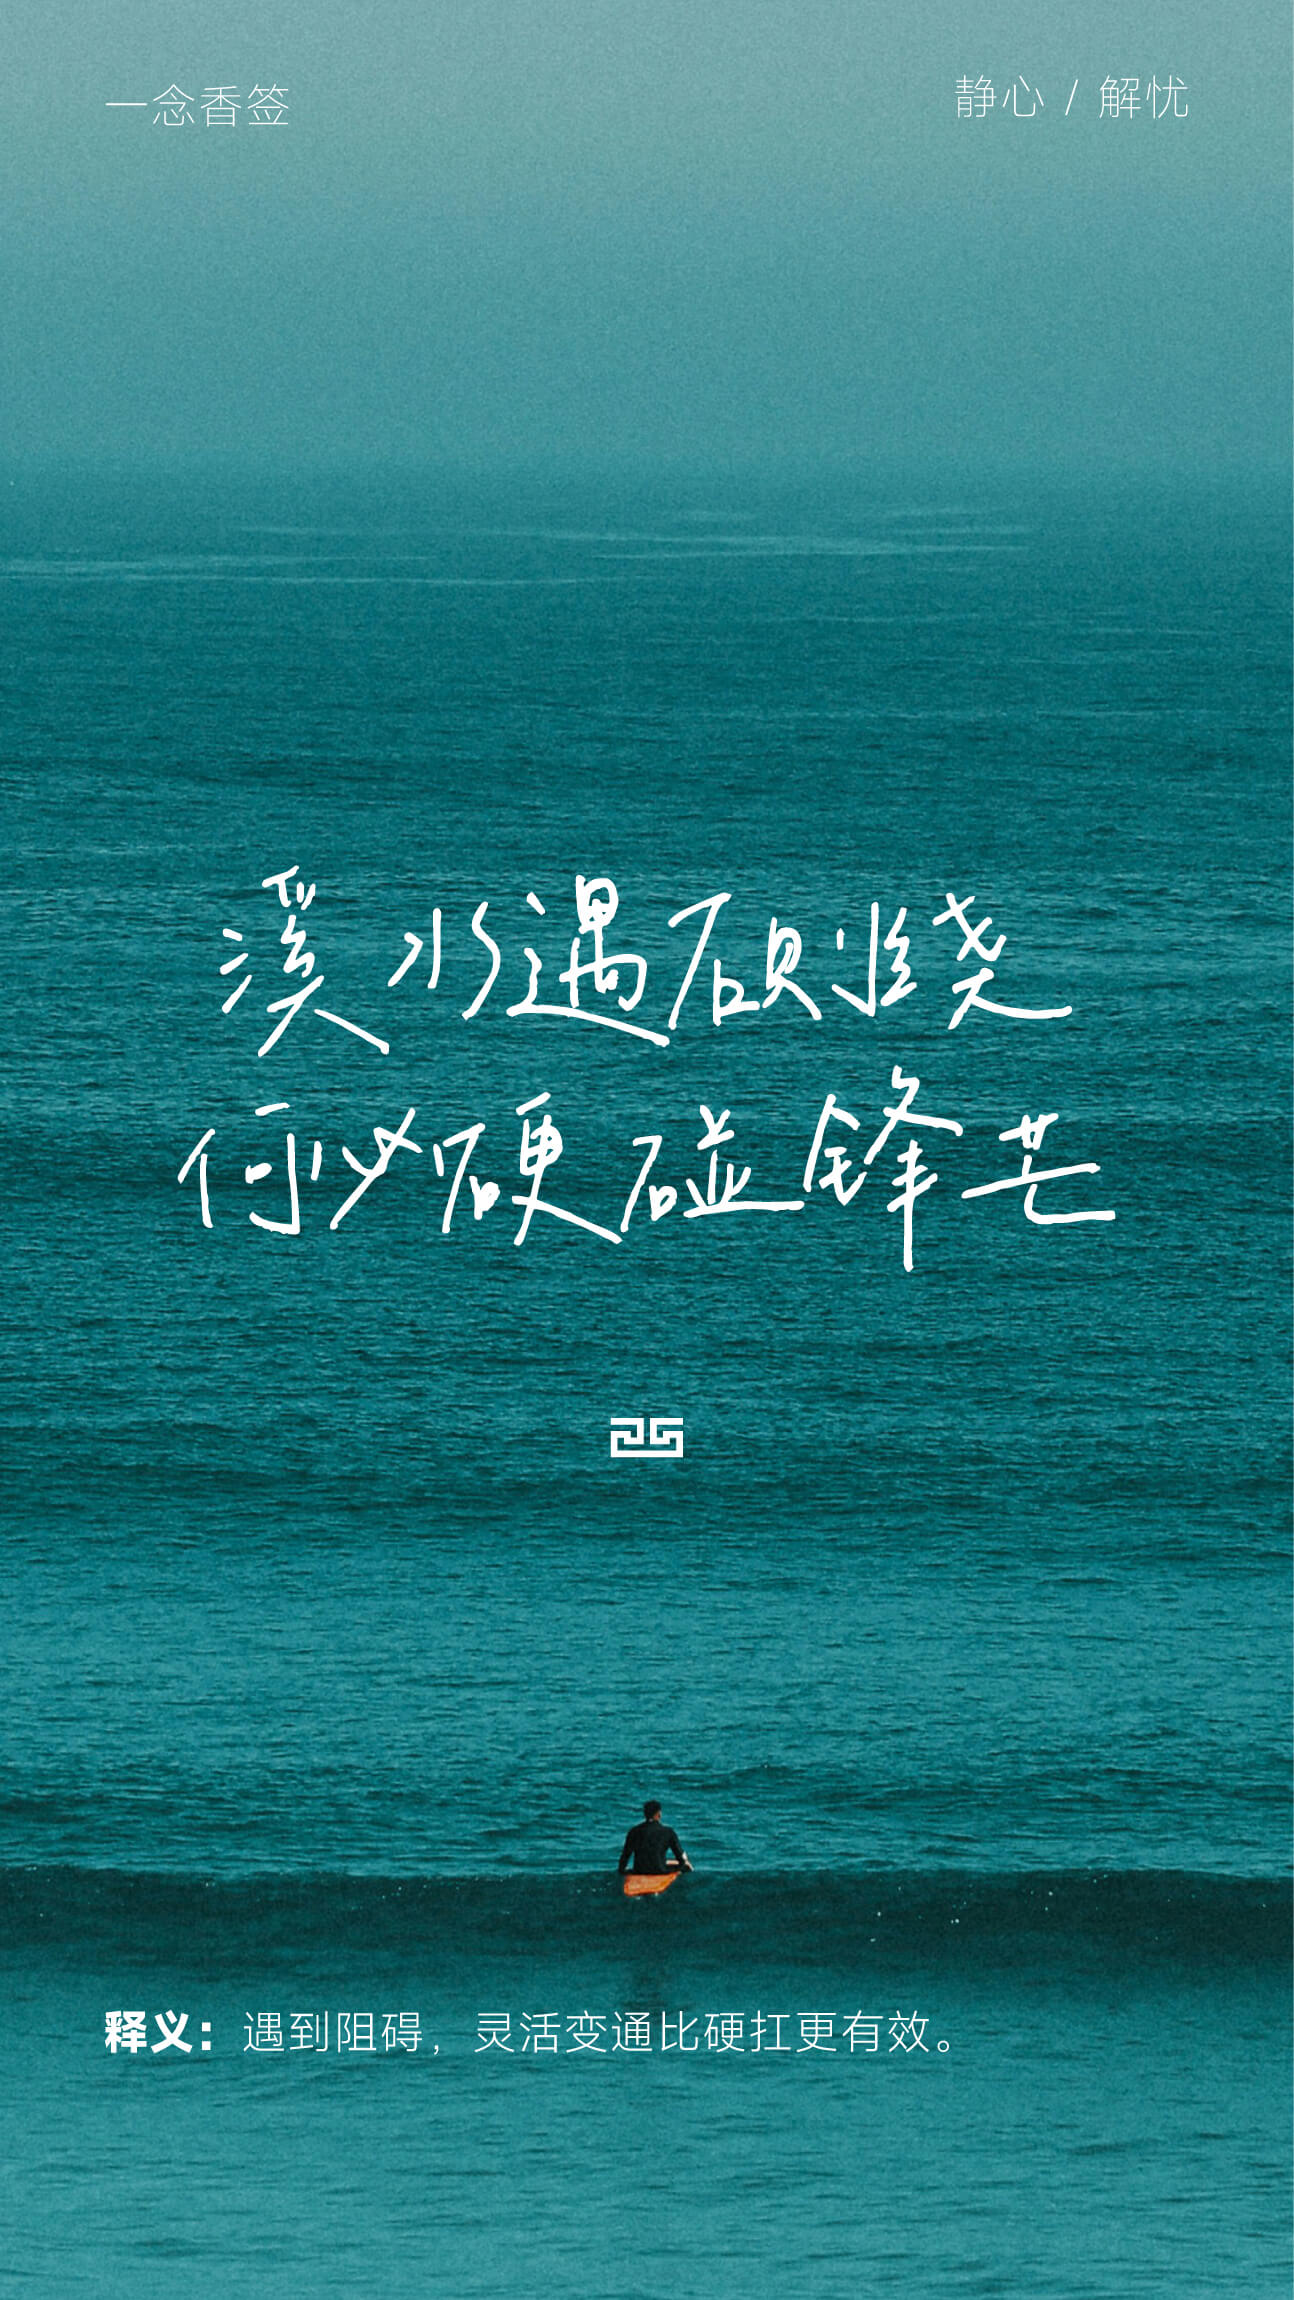 一念香签
静心 / 解忧
溪水遇硕则绕
何必硬碰锋芒
释义：遇到阻碍，灵活变通比硬扛更有效。